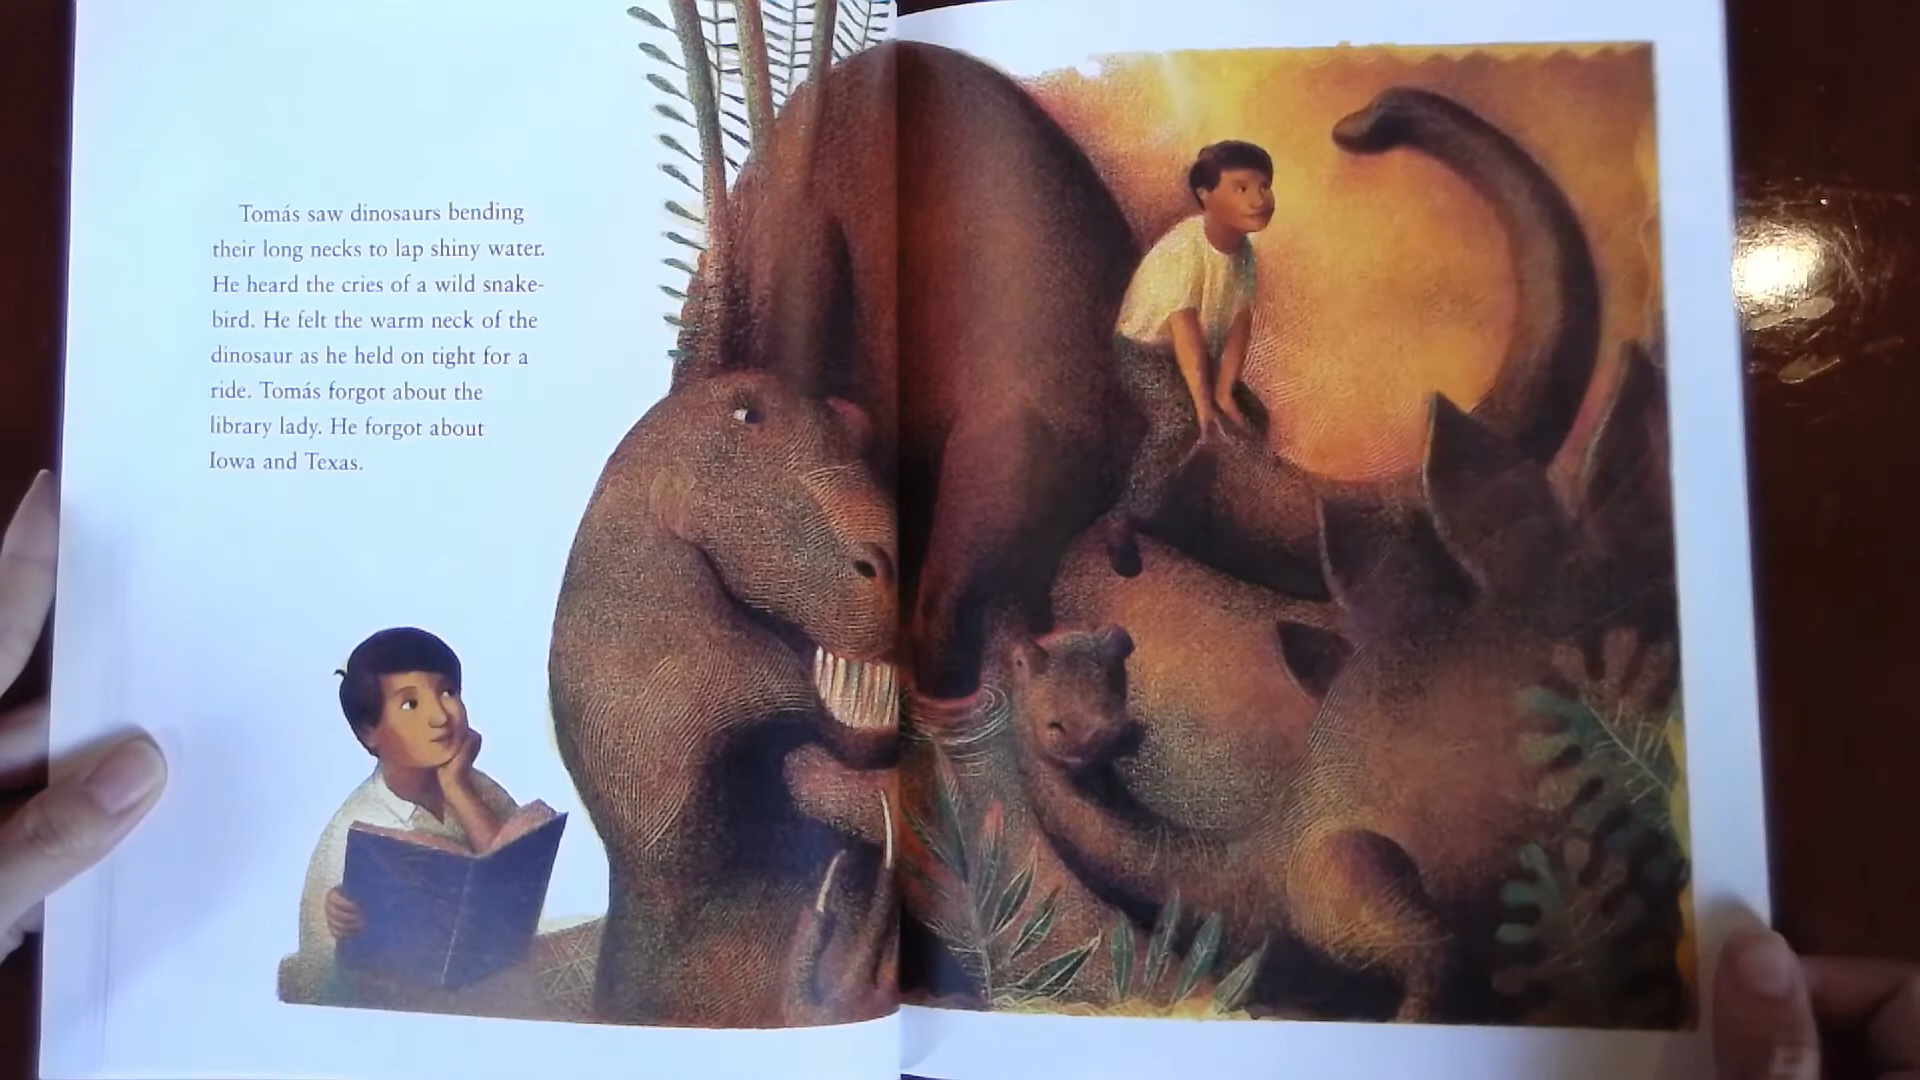 Tomás saw dinosaurs bending
their long necks to lap shiny water.
He heard the cries of a wild snake-
bird. He felt the warm neck of the
dinosaur as he held on tight for a
ride. Tomás forgot about the
library lady. He forgot about
Iowa and Texas.